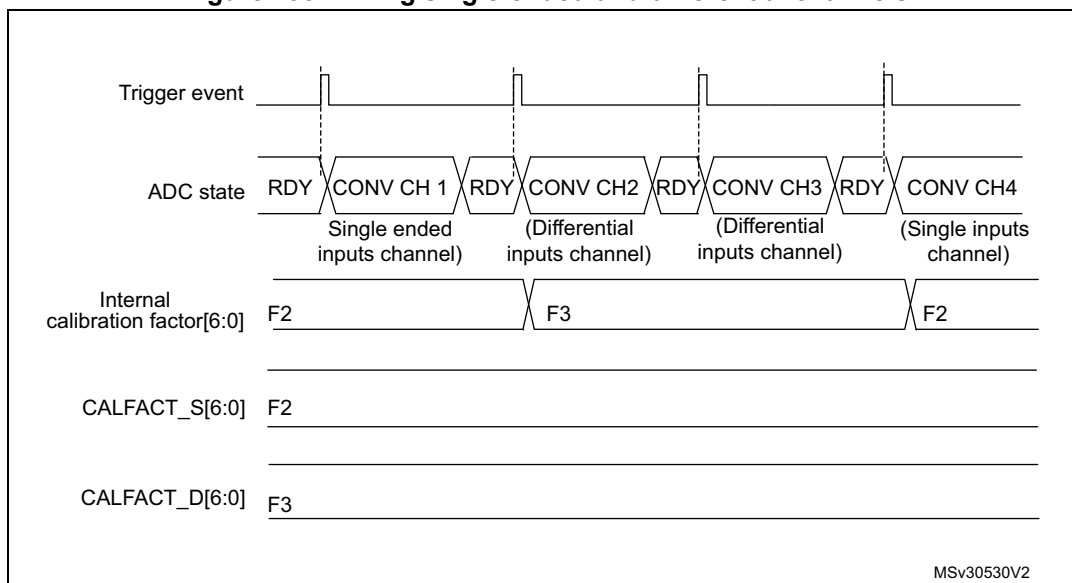 Trigger event
ADC state
RDY
CONV CH 1
RDY
CONV CH2
RDY
CONV CH3
RDY
CONV CH4
Single ended
inputs channel)
(Differential
inputs channel)
(Differential
inputs channel)
(Single inputs
channel)
Internal
calibration factor[6:0]
F2
F3
F2
CALFACT_S[6:0]
F2
CALFACT_D[6:0]
F3
MSv30530V2